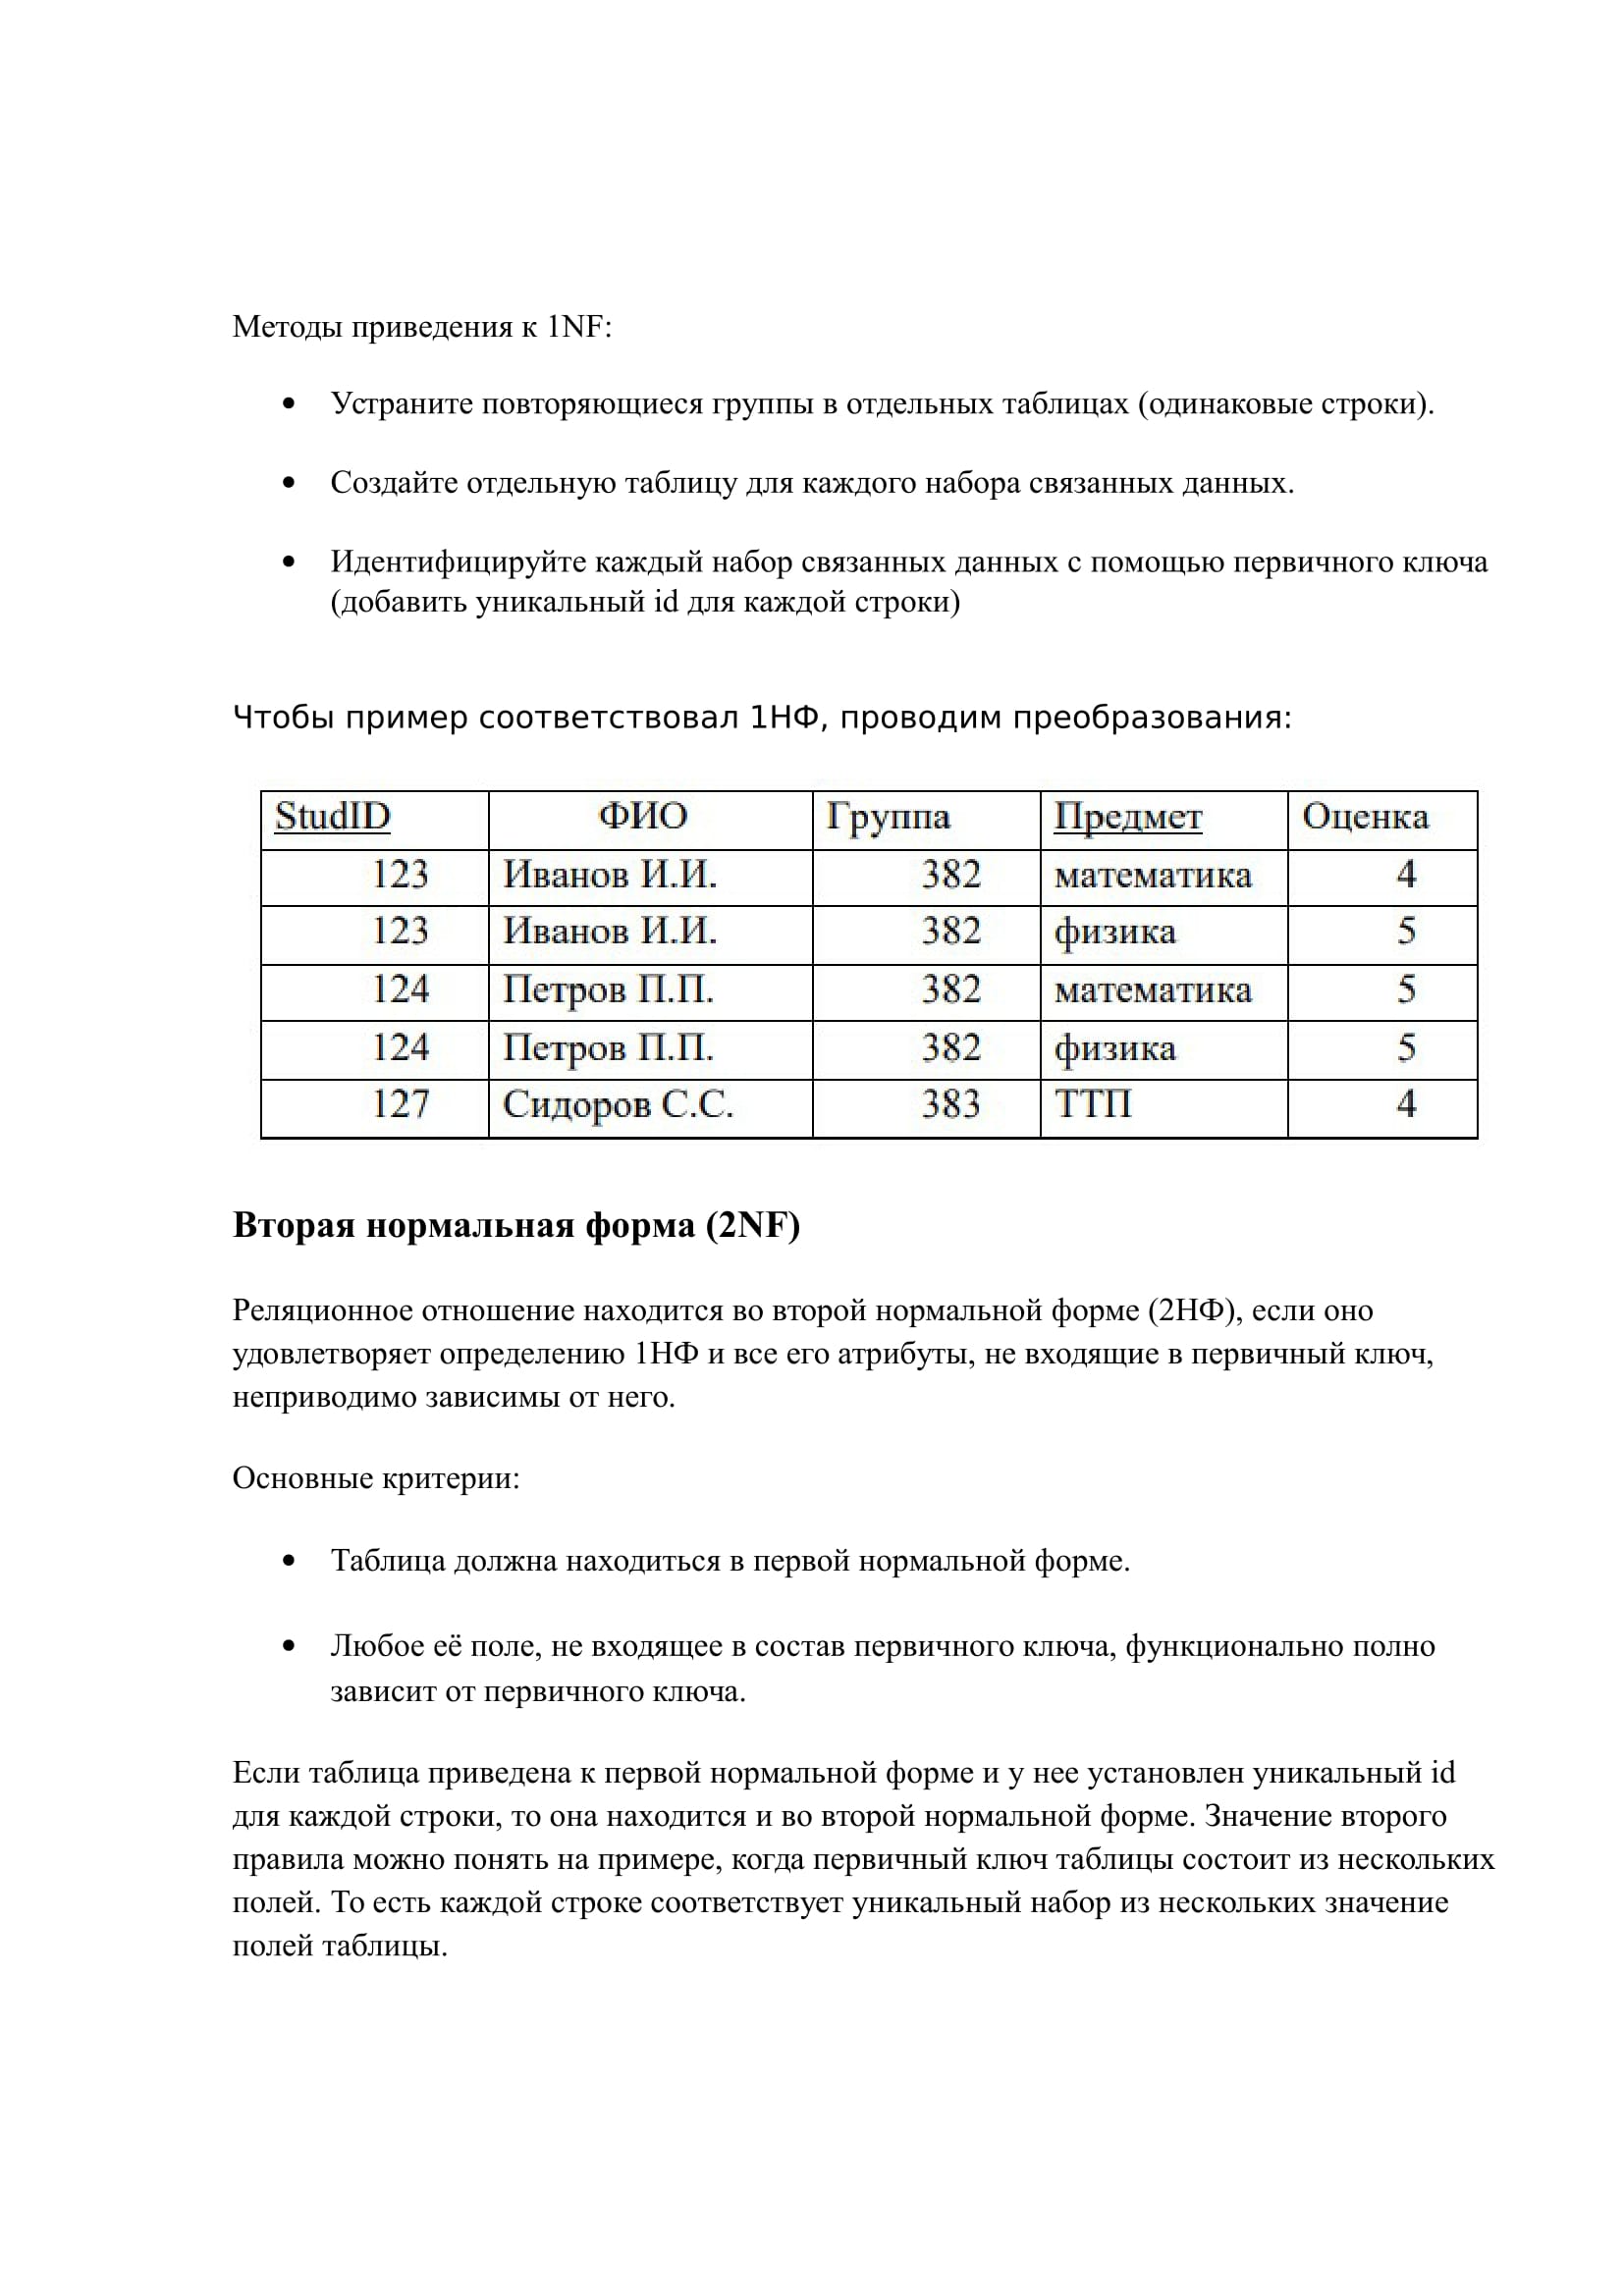 Методы приведения к 1NF:
• Устраните повторяющиеся группы в отдельных таблицах (одинаковые строки).
• Создайте отдельную таблицу для каждого набора связанных данных.
• Идентифицируйте каждый набор связанных данных с помощью первичного ключа
(добавить уникальный id для каждой строки)
Чтобы пример соответствовал 1НФ, проводим преобразования:
StudID ФИО Группа Предмет Оценка
123 Иванов И.И. 382 математика 4
123 Иванов И.И. 382 физика 5
124 Петров П.П. 382 математика 5
124 Петров П.П. 382 физика 5
127 Сидоров С.С. 383 ТТП 4
Вторая нормальная форма (2NF)
Реляционное отношение находится во второй нормальной форме (2НФ), если оно
удовлетворяет определению 1НФ и все его атрибуты, не входящие в первичный ключ,
неприводимо зависимы от него.
Основные критерии:
• Таблица должна находиться в первой нормальной форме.
• Любое её поле, не входящее в состав первичного ключа, функционально полно
зависит от первичного ключа.
Если таблица приведена к первой нормальной форме и у нее установлен уникальный id
для каждой строки, то она находится и во второй нормальной форме. Значение второго
правила можно понять на примере, когда первичный ключ таблицы состоит из нескольких
полей. То есть каждой строке соответствует уникальный набор из нескольких значение
полей таблицы.